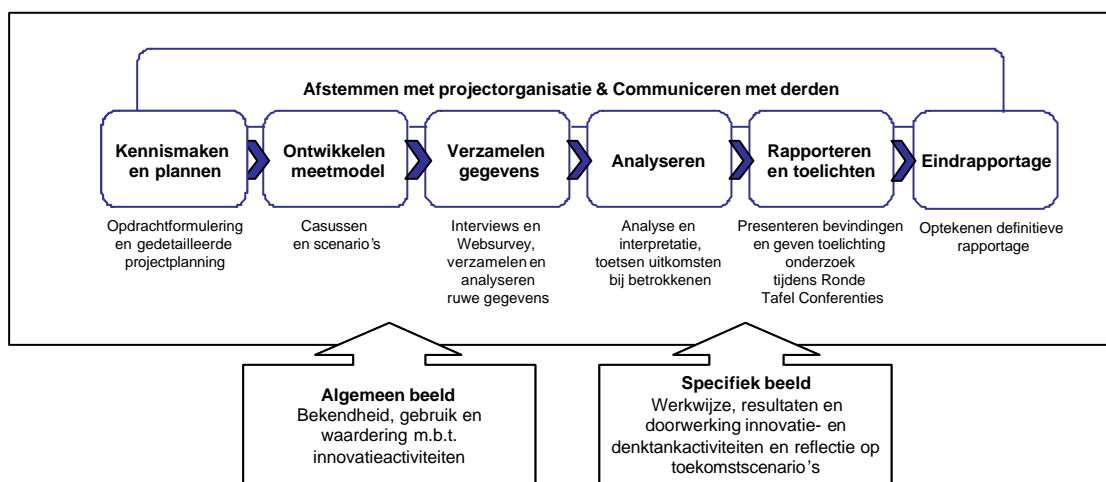 Afstemmen met projectorganisatie & Communiceren met derden
Kennismaken
en plannen
Ontwikkelen
meetmodel
Verzamelen
gegevens
Analyseren
Rapporteren
en toelichten
Eindrapportage
Opdrachtformulering
en gedetailleerde
projectplanning
Casussen
en scenario's
Interviews en
Websurvey,
verzamelen en
analyseren
ruwe gegevens
Analyse en
interpretatie,
toetsen uitkomsten
bij betrokkenen
Presenteren bevindingen
en geven toelichting
onderzoek
tijdens Ronde
Tafel Conferenties
Optekenen definitieve
rapportage
Algemeen beeld
Bekendheid, gebruik en
waardering m.b.t.
innovatieactiviteiten
Specifiek beeld
Werkwijze, resultaten en
doorwerking innovatie- en
denktankactiviteiten en reflectie op
toekomstscenario's